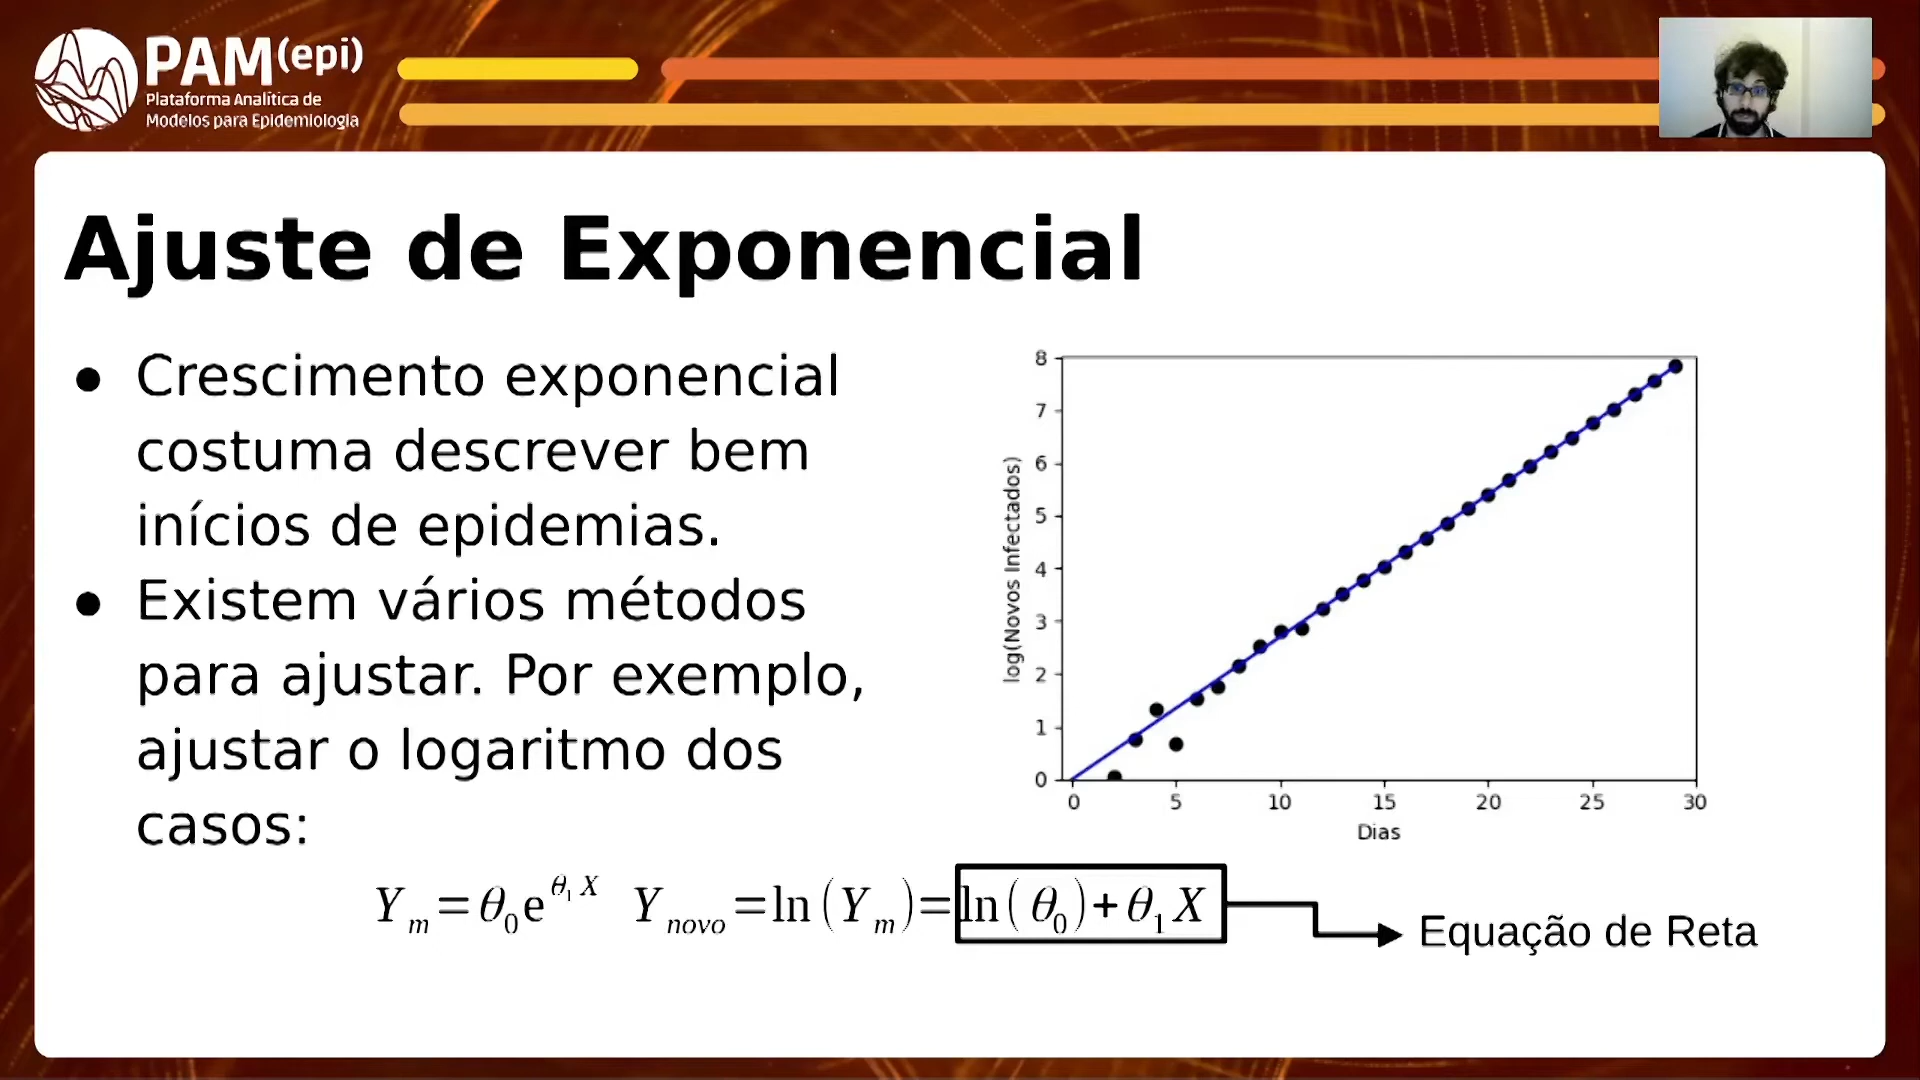 PAM(epi)
Plataforma Analítica de
Modelos para Epidemiologia
Ajuste de Exponencial
● Crescimento exponencial
costuma descrever bem
inícios de epidemias.
● Existem vários métodos
para ajustar. Por exemplo,
ajustar o logaritmo dos
casos:
log(Novos Infectados)
8
7
6
5
4
3
2
1
0
0 5 10 15 20 25 30
Dias
Y_m = θ_0 e^{θ_1 X} Y_novo = ln(Y_m) = ln(θ_0) + θ_1 X
Equação de Reta